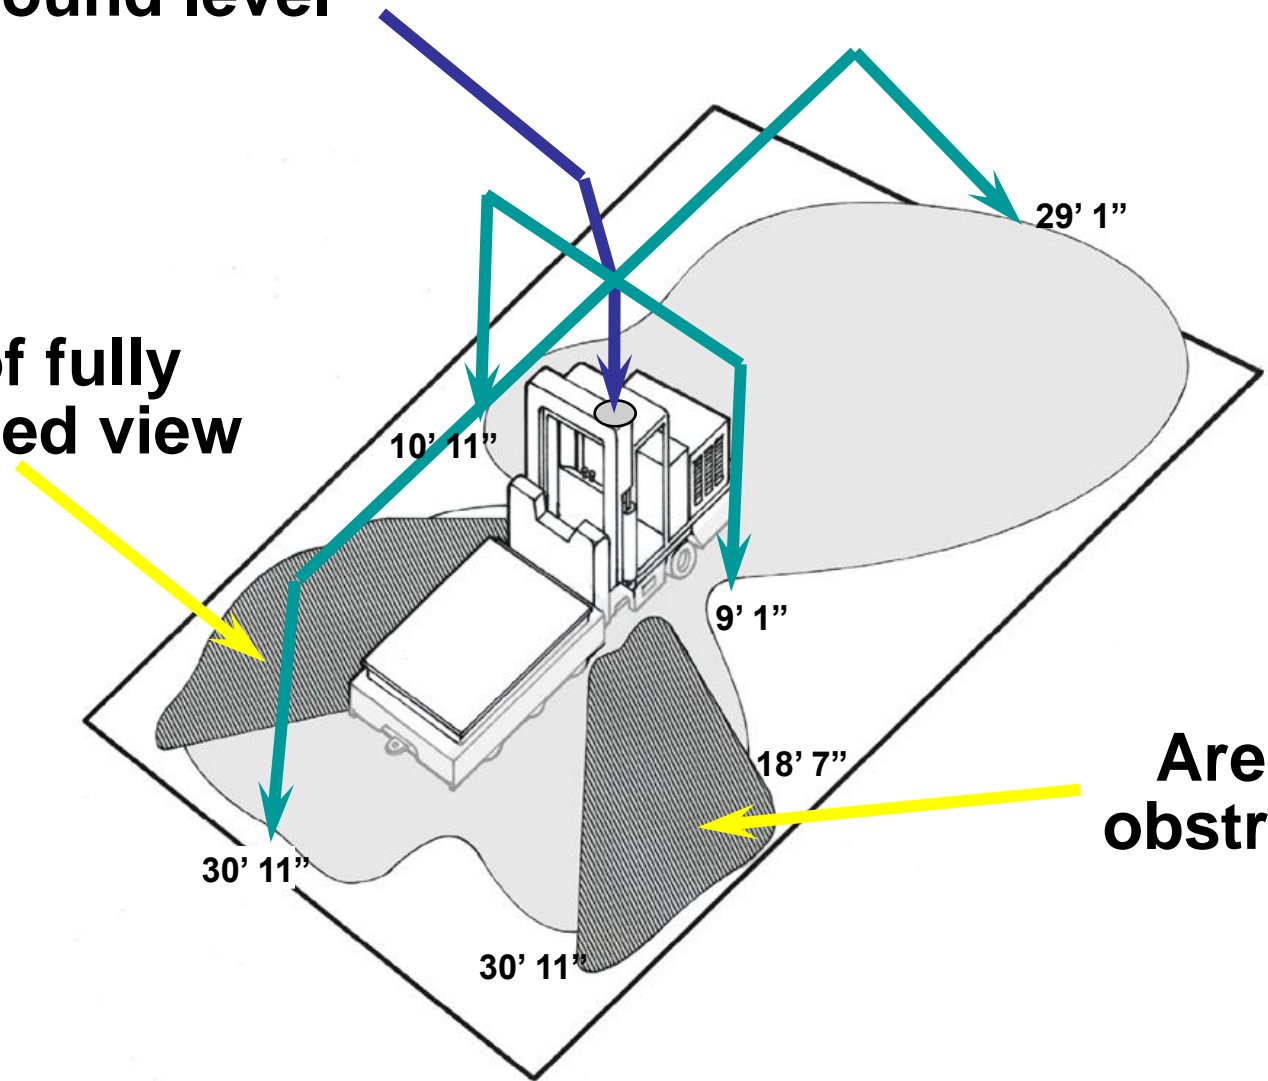 ound level
29’ 1”
of fully
ed view
10’ 11”
9’ 1”
18’ 7”
Are
obstr
30’ 11”
30’ 11”